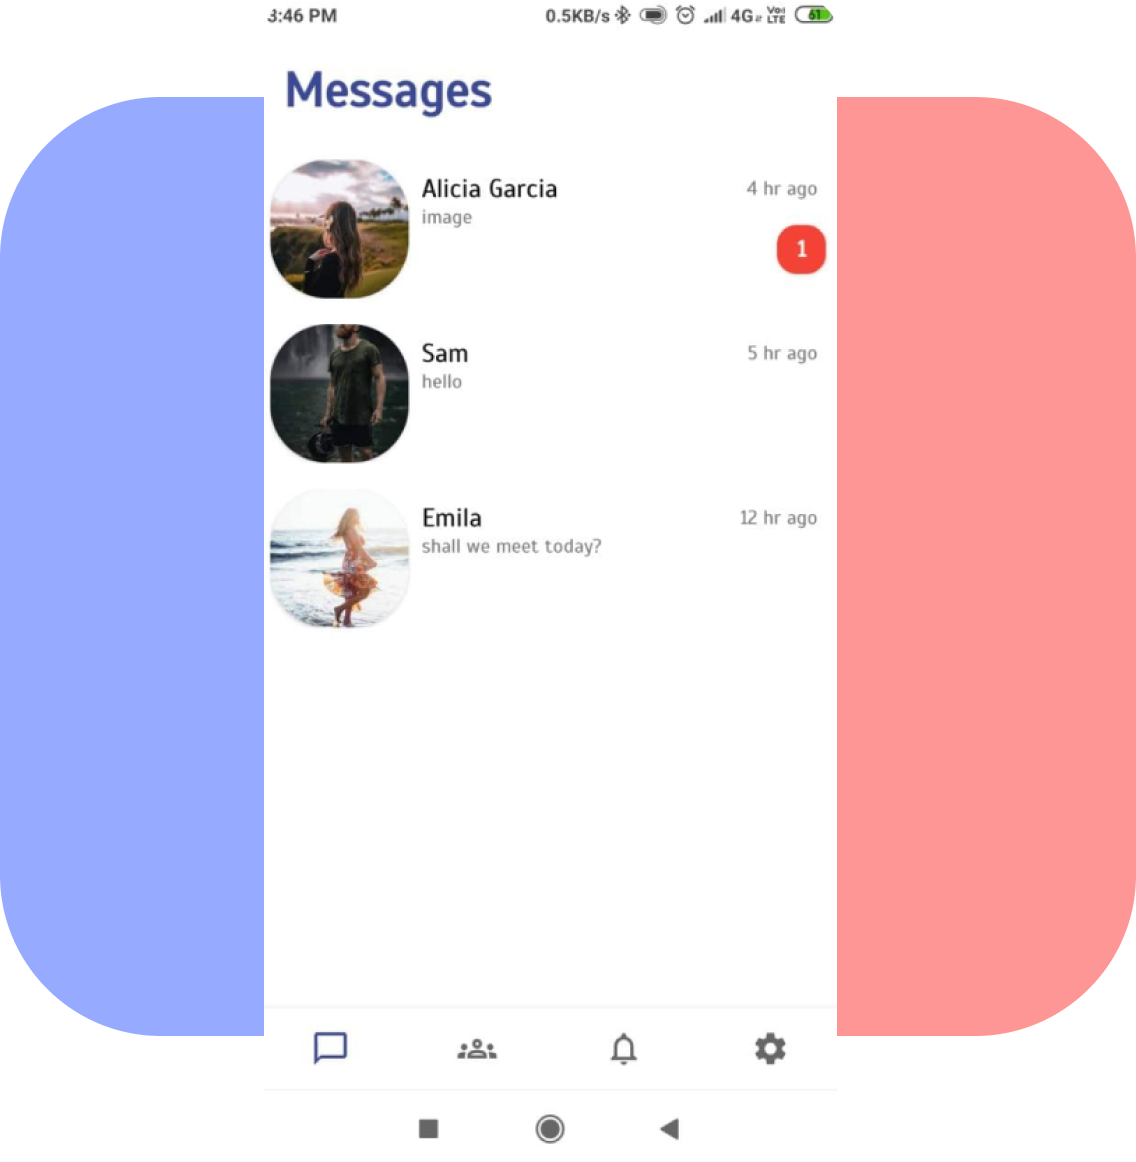 3:46 PM 0.5KB/s 4G Vo) LTE 61
Messages
Alicia Garcia 4 hr ago
image
1
Sam 5 hr ago
hello
Emila 12 hr ago
shall we meet today?